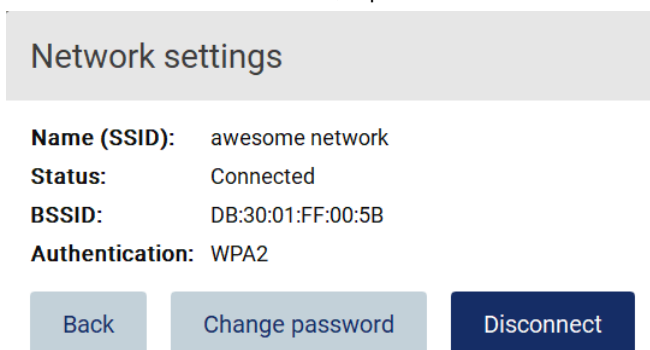 Network settings
Name (SSID): awesome network
Status: Connected
BSSID: DB:30:01:FF:00:5B
Authentication: WPA2
Back Change password Disconnect